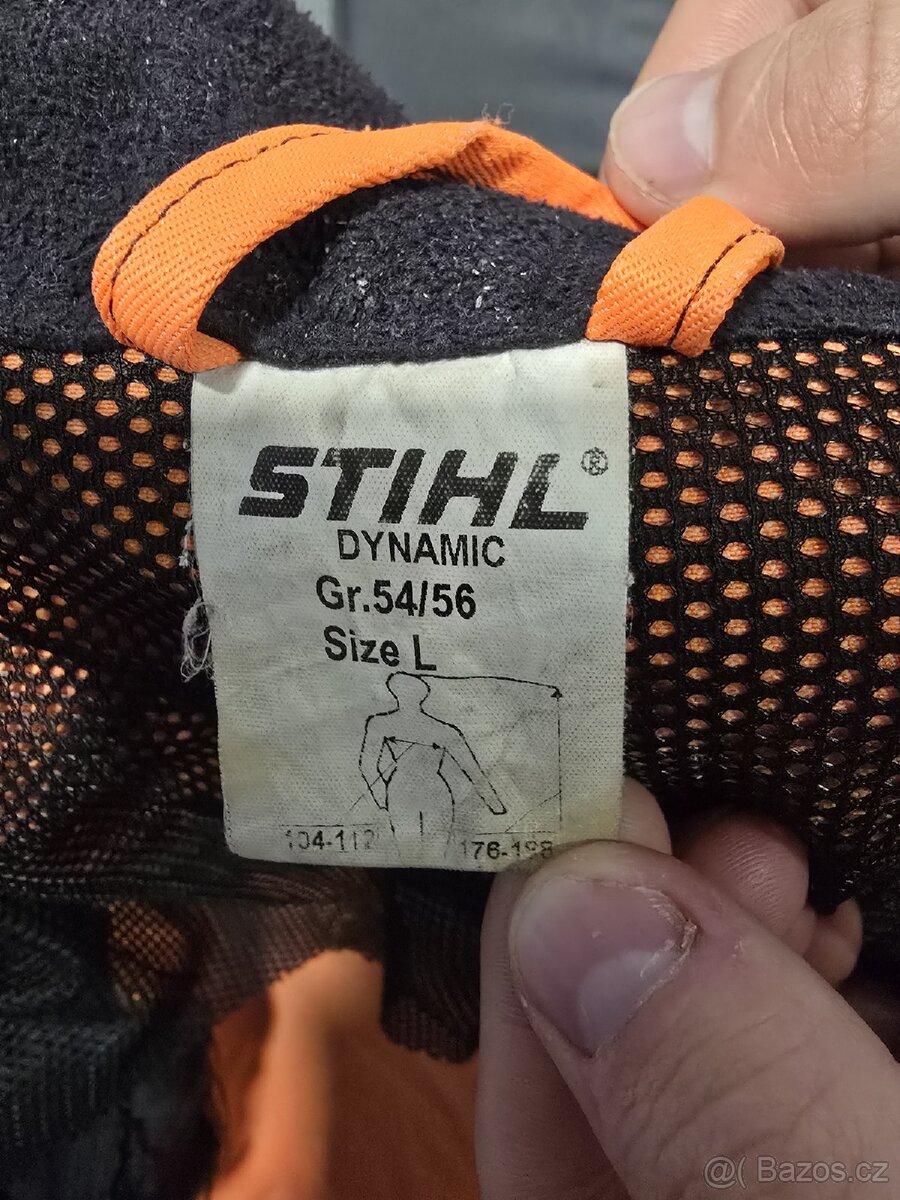 STIHL®
DYNAMIC
Gr.54/56
Size L
104-112 176-188
@( Bazos.cz